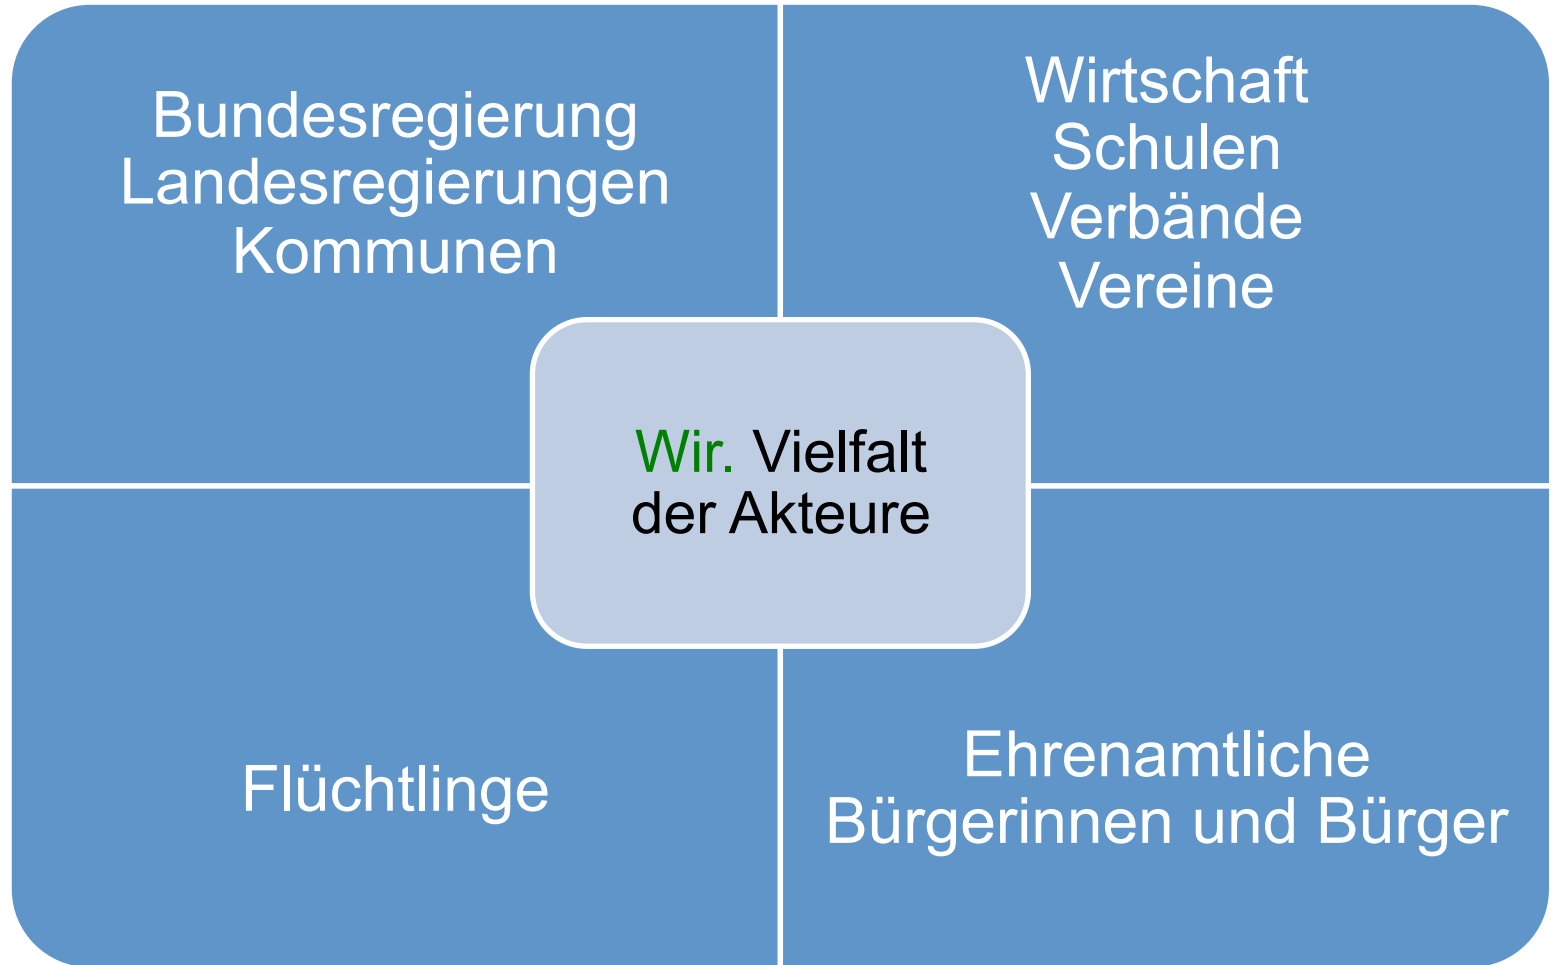 Bundesregierung
Landesregierungen
Kommunen
Wirtschaft
Schulen
Verbände
Vereine
Wir. Vielfalt
der Akteure
Flüchtlinge
Ehrenamtliche
Bürgerinnen und Bürger